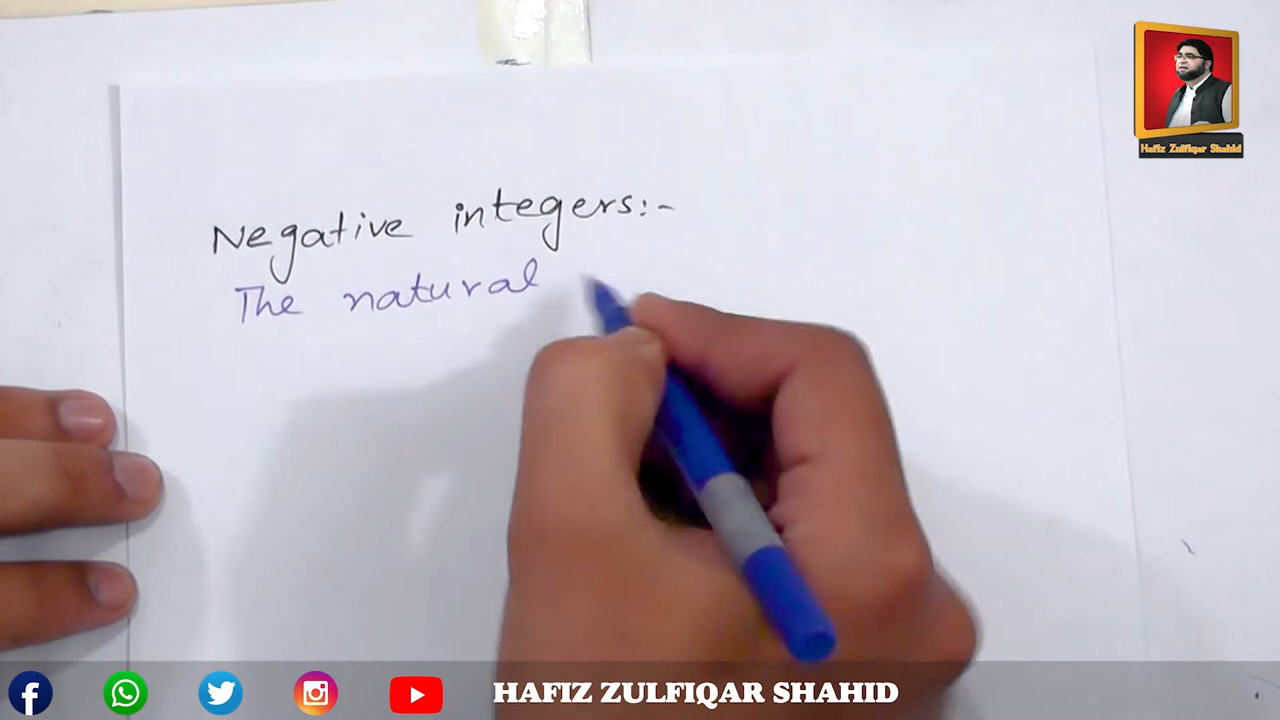 Hafiz Zulfiqar Shahid
Negative integers:-
The natural
HAFIZ ZULFIQAR SHAHID